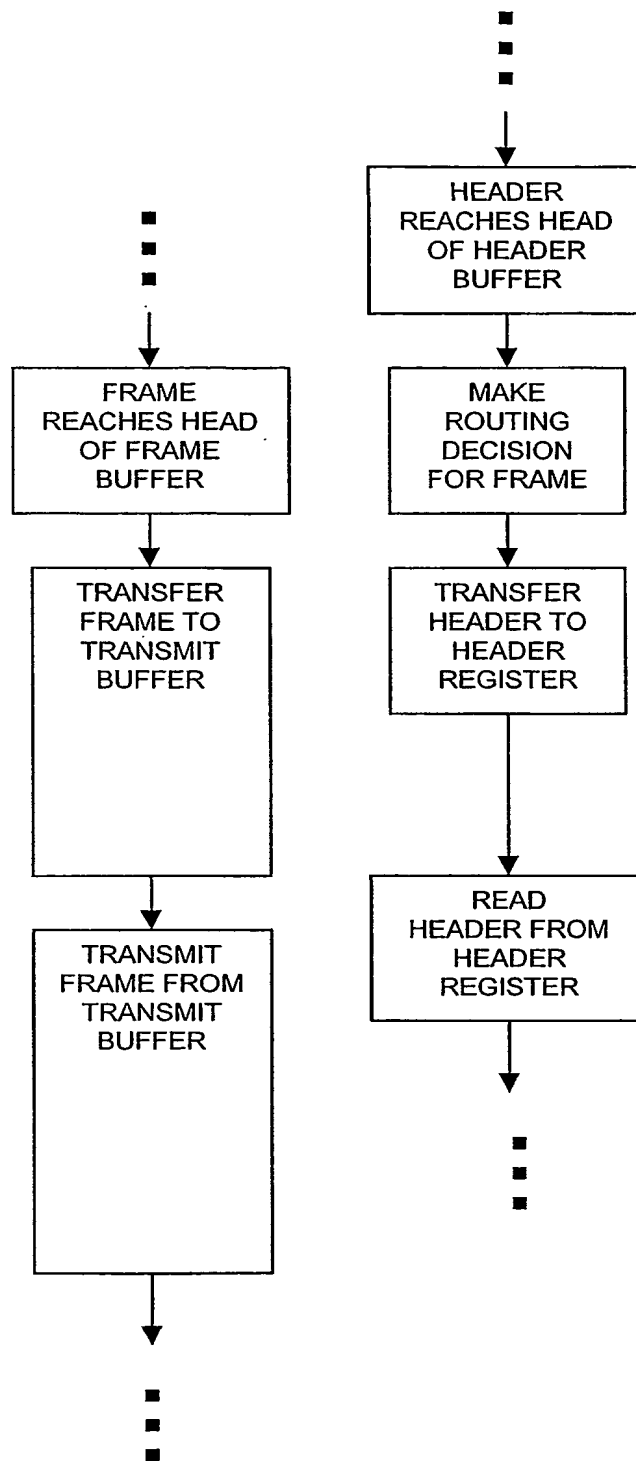 HEADER
REACHES HEAD
OF HEADER
BUFFER
FRAME
REACHES HEAD
OF FRAME
BUFFER
MAKE
ROUTING
DECISION
FOR FRAME
TRANSFER
FRAME TO
TRANSMIT
BUFFER
TRANSFER
HEADER TO
HEADER
REGISTER
READ
HEADER FROM
HEADER
REGISTER
TRANSMIT
FRAME FROM
TRANSMIT
BUFFER